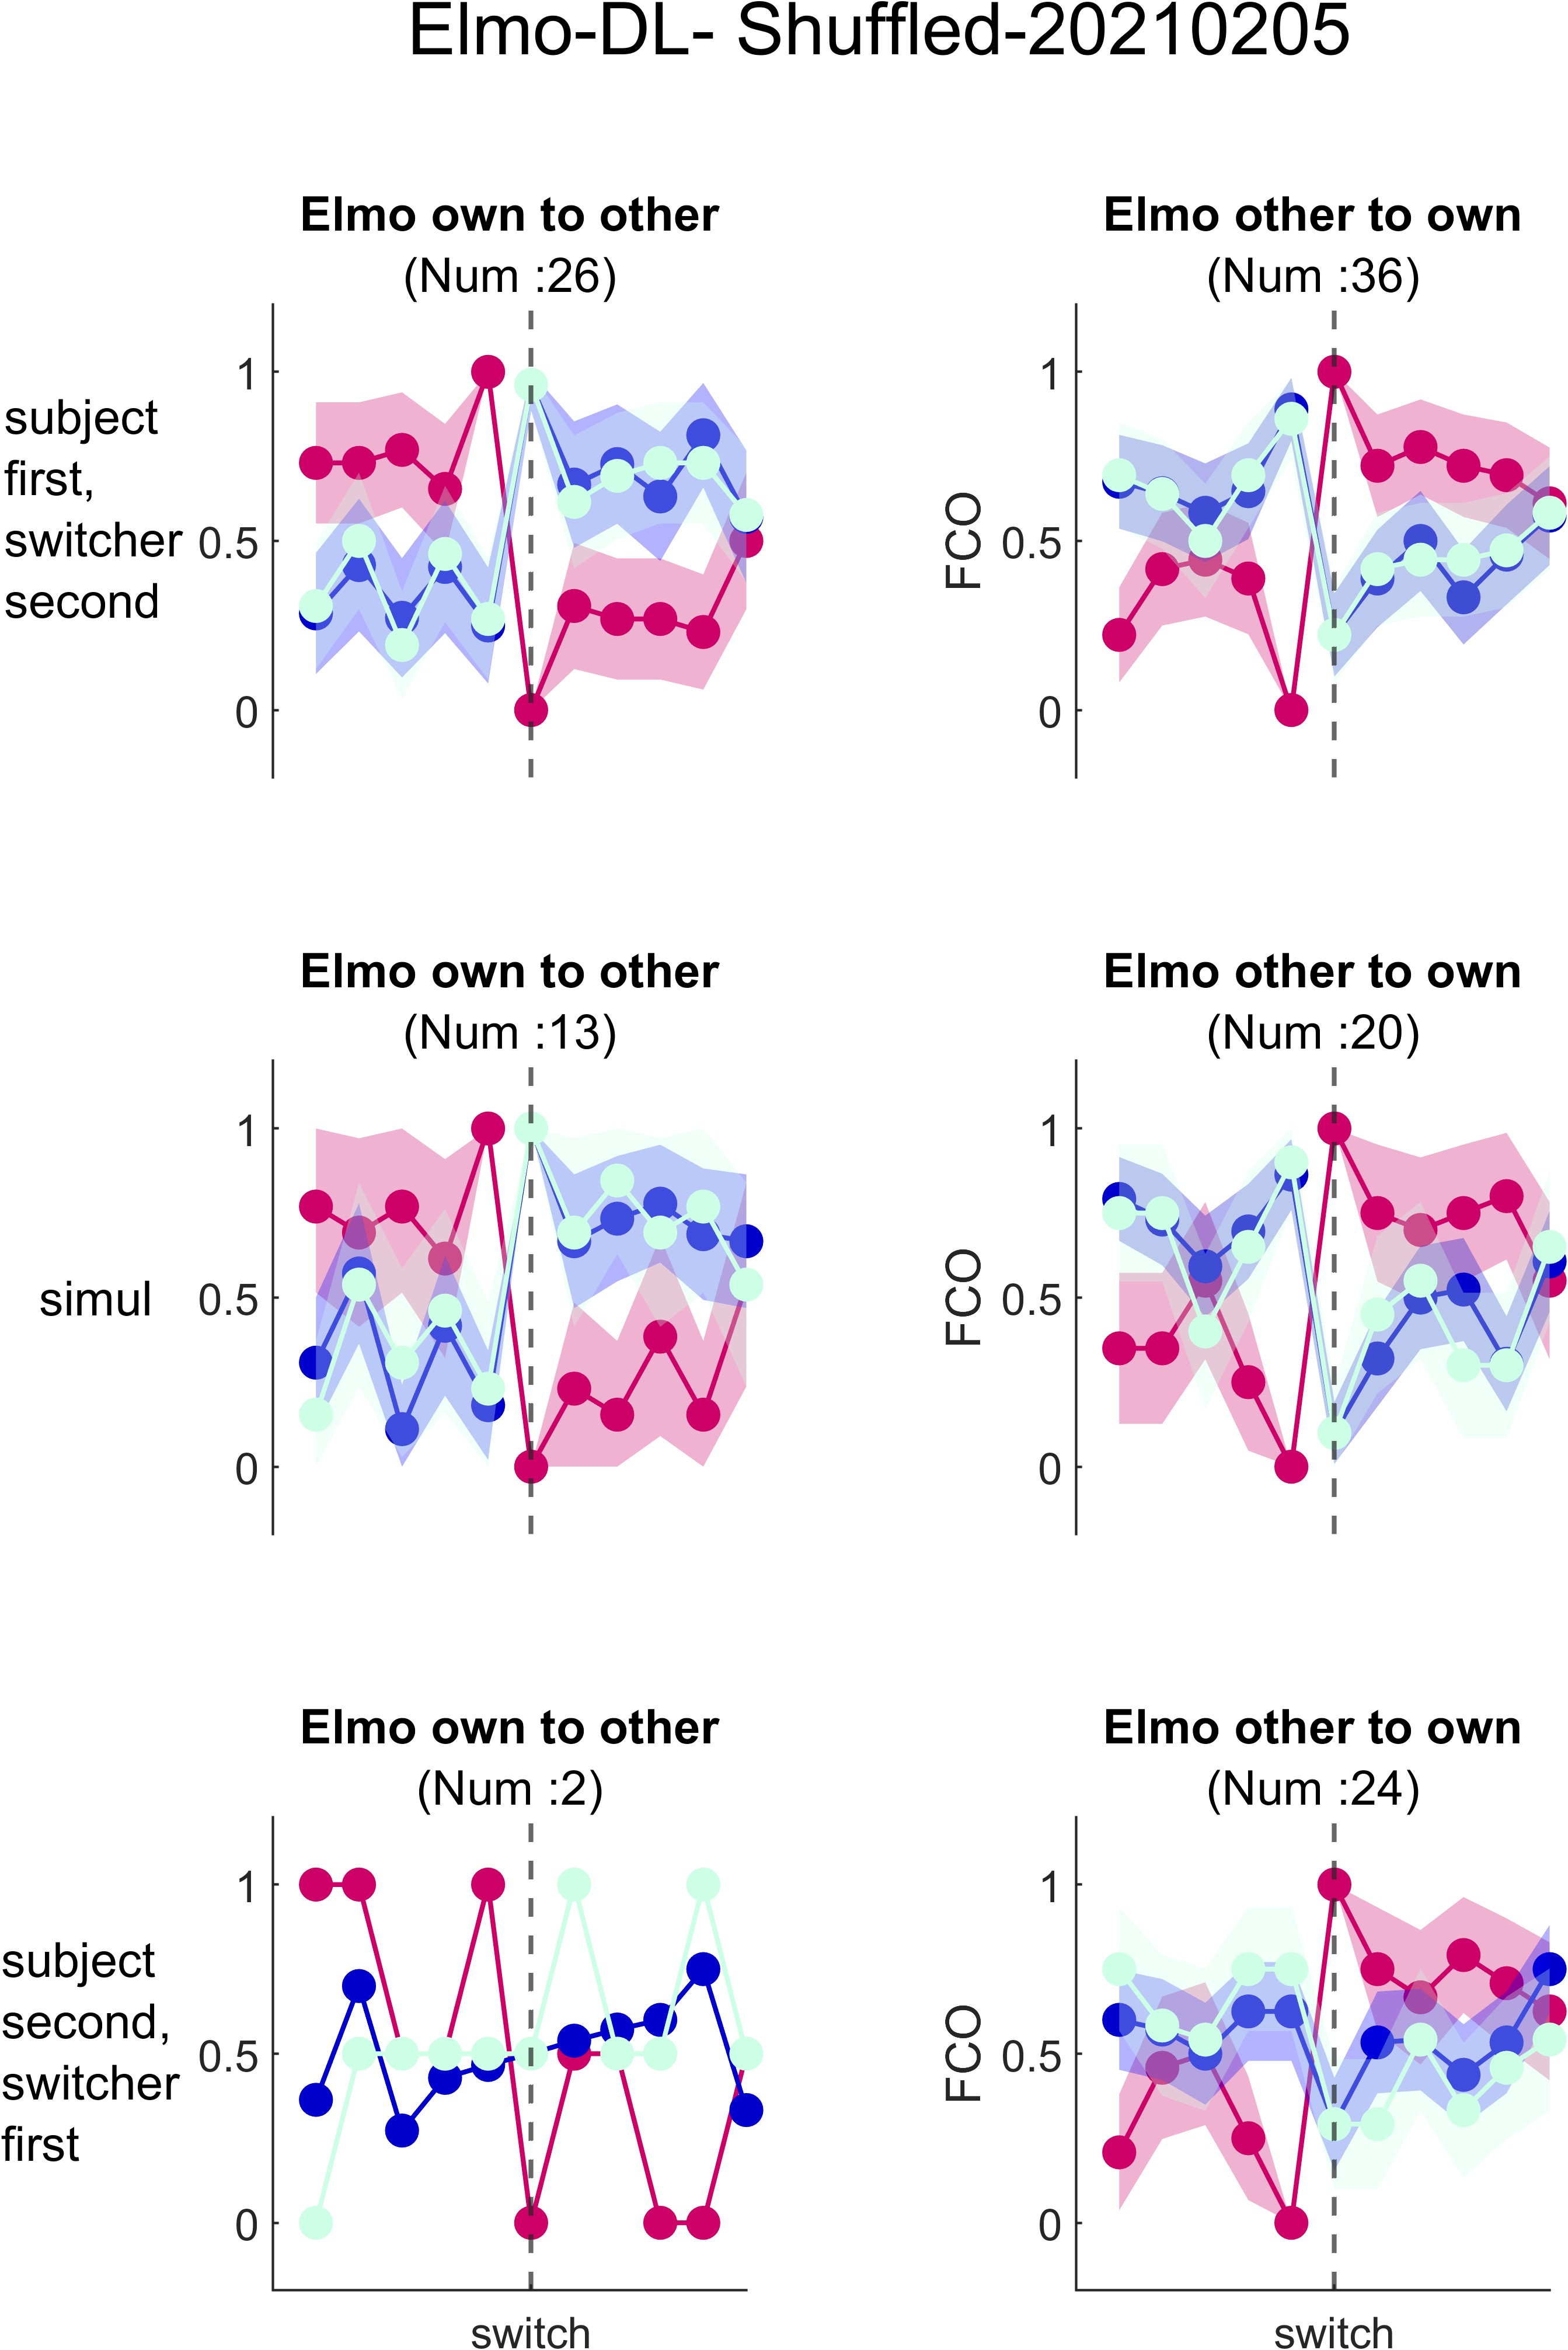 Elmo-DL- Shuffled-20210205
Elmo own to other
(Num :26)
Elmo other to own
(Num :36)
subject
first,
switcher
second
1
0.5
0
FCO
1
0.5
0
Elmo own to other
(Num :13)
Elmo other to own
(Num :20)
simul
1
0.5
0
FCO
1
0.5
0
Elmo own to other
(Num :2)
Elmo other to own
(Num :24)
subject
second,
switcher
first
1
0.5
0
switch
FCO
1
0.5
0
switch